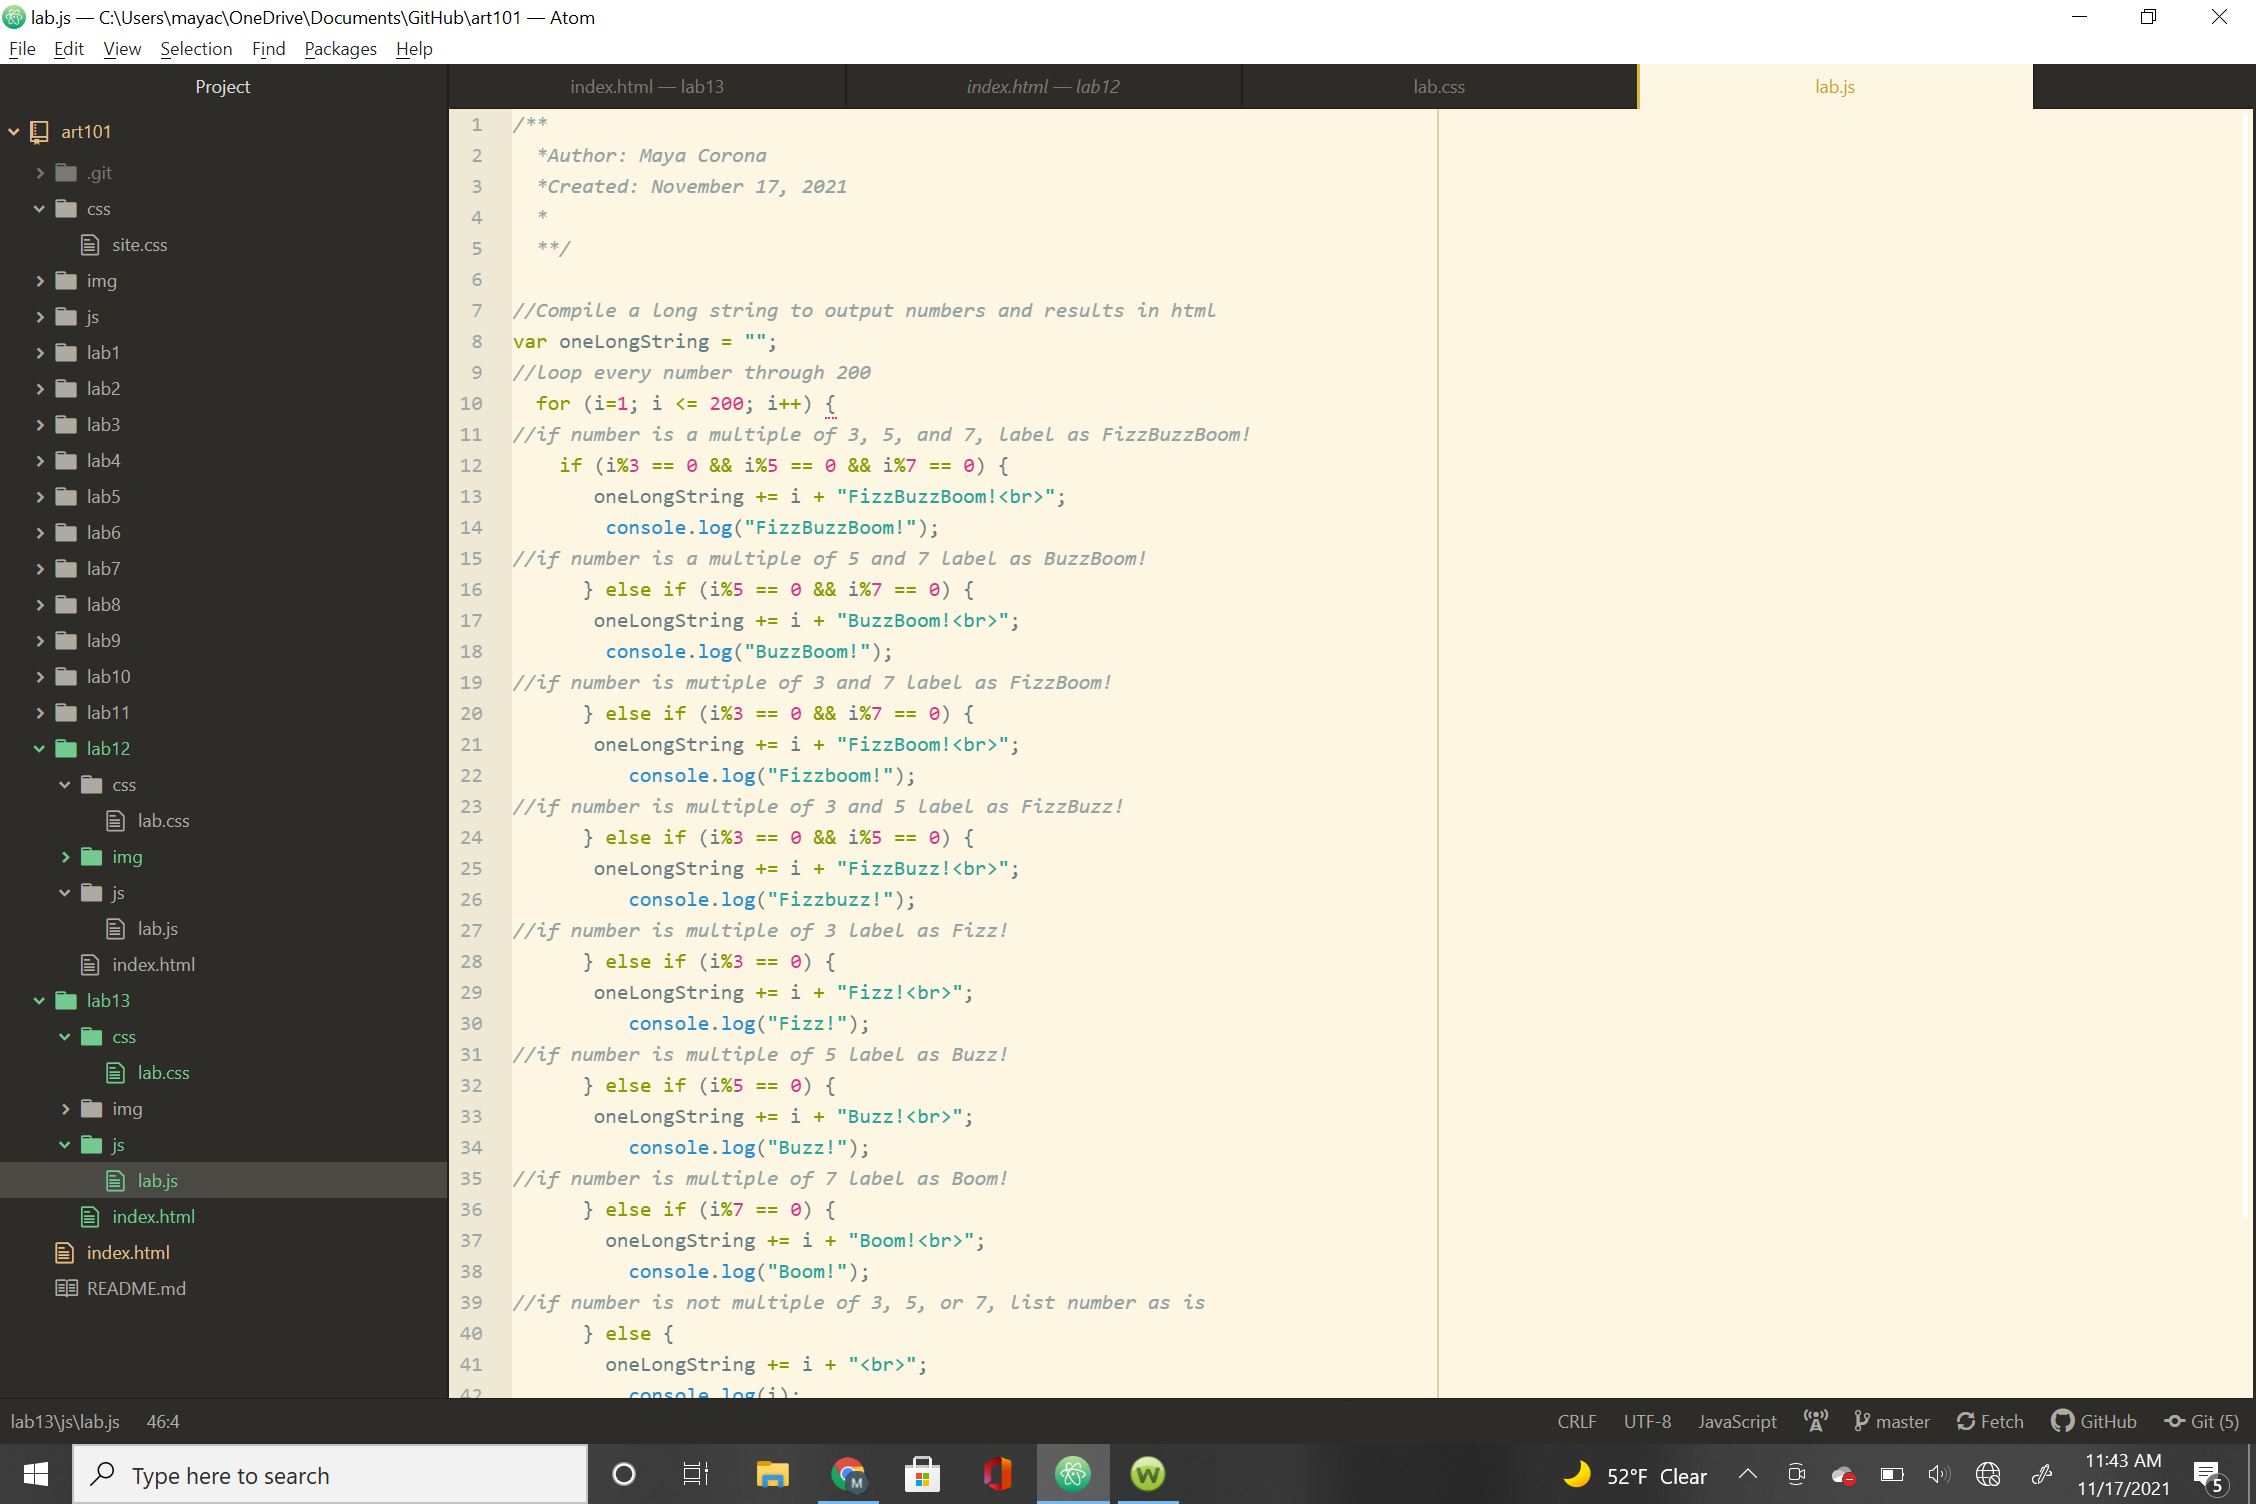 lab.js — C:\Users\mayac\OneDrive\Documents\GitHub\art101 — Atom
File Edit View Selection Find Packages Help
Project
index.html — lab13
index.html — lab12
lab.css
lab.js
art101
.git
css
site.css
img
js
lab1
lab2
lab3
lab4
lab5
lab6
lab7
lab8
lab9
lab10
lab11
lab12
css
lab.css
img
js
lab.js
index.html
lab13
css
lab.css
img
js
lab.js
index.html
index.html
README.md
1 /**
2 *Author: Maya Corona
3 *Created: November 17, 2021
4 *
5 **/
6
7 //Compile a long string to output numbers and results in html
8 var oneLongString = "";
9 //loop every number through 200
10 for (i=1; i <= 200; i++) {
11 //if number is a multiple of 3, 5, and 7, label as FizzBuzzBoom!
12 if (i%3 == 0 && i%5 == 0 && i%7 == 0) {
13 oneLongString += i + "FizzBuzzBoom!<br>";
14 console.log("FizzBuzzBoom!");
15 //if number is a multiple of 5 and 7 label as BuzzBoom!
16 } else if (i%5 == 0 && i%7 == 0) {
17 oneLongString += i + "BuzzBoom!<br>";
18 console.log("BuzzBoom!");
19 //if number is mutiple of 3 and 7 label as FizzBoom!
20 } else if (i%3 == 0 && i%7 == 0) {
21 oneLongString += i + "FizzBoom!<br>";
22 console.log("Fizzboom!");
23 //if number is multiple of 3 and 5 label as FizzBuzz!
24 } else if (i%3 == 0 && i%5 == 0) {
25 oneLongString += i + "FizzBuzz!<br>";
26 console.log("Fizzbuzz!");
27 //if number is multiple of 3 label as Fizz!
28 } else if (i%3 == 0) {
29 oneLongString += i + "Fizz!<br>";
30 console.log("Fizz!");
31 //if number is multiple of 5 label as Buzz!
32 } else if (i%5 == 0) {
33 oneLongString += i + "Buzz!<br>";
34 console.log("Buzz!");
35 //if number is multiple of 7 label as Boom!
36 } else if (i%7 == 0) {
37 oneLongString += i + "Boom!<br>";
38 console.log("Boom!");
39 //if number is not multiple of 3, 5, or 7, list number as is
40 } else {
41 oneLongString += i + "<br>";
42 console.log(i);
lab13\js\lab.js 46:4
CRLF UTF-8 JavaScript master Fetch GitHub Git (5)
Type here to search
M
W
52°F Clear
11:43 AM
11/17/2021
5